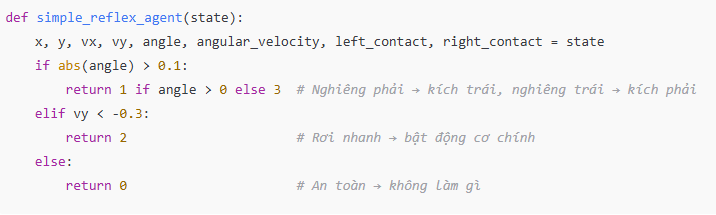 def simple_reflex_agent(state):
    x, y, vx, vy, angle, angular_velocity, left_contact, right_contact = state
    if abs(angle) > 0.1:
        return 1 if angle > 0 else 3  # Nghiêng phải → kích trái, nghiêng trái → kích phải
    elif vy < -0.3:
        return 2                      # Rơi nhanh → bật động cơ chính
    else:
        return 0                      # An toàn → không làm gì